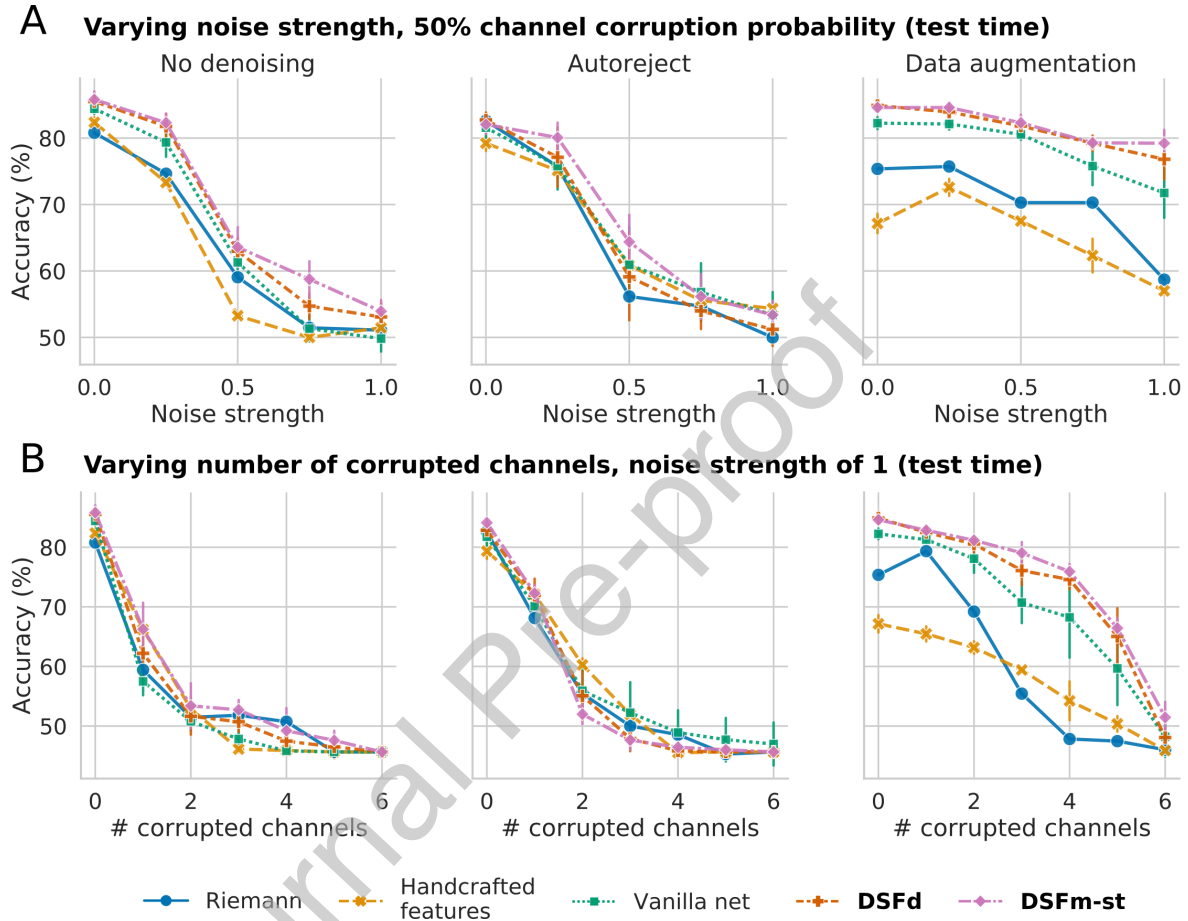 A
Varying noise strength, 50% channel corruption probability (test time)
No denoising
Autoreject
Data augmentation
Accuracy (%)
80
70
60
50
0.0 0.5 1.0
0.0 0.5 1.0
0.0 0.5 1.0
Noise strength
Noise strength
Noise strength
B
Varying number of corrupted channels, noise strength of 1 (test time)
Accuracy (%)
80
70
60
50
0 2 4 6
0 2 4 6
0 2 4 6
# corrupted channels
# corrupted channels
# corrupted channels
Riemann
Handcrafted
features
Vanilla net
DSFd
DSFm-st
rnal Pre-proof